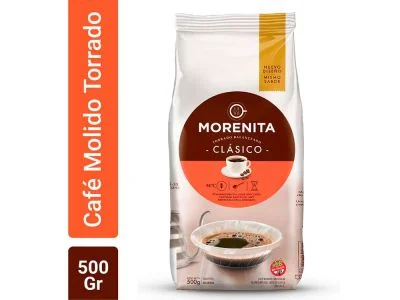 Café Molido Torrado
500
Gr
NUEVO
DISEÑO
MISMO
SABOR
MORENITA
TORRADO BALANCEADO
- CLÁSICO -
500g